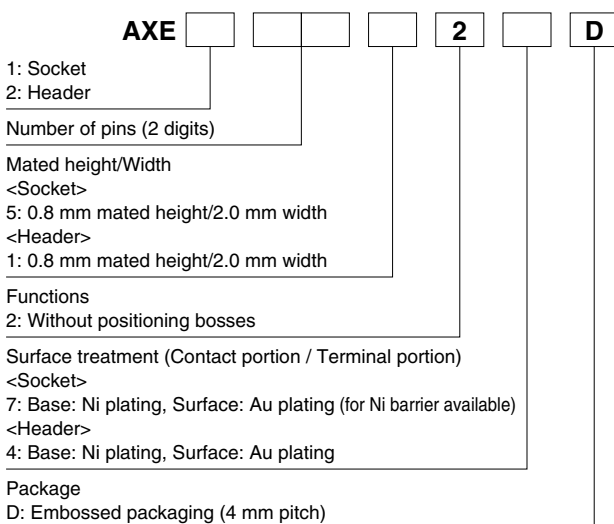 AXE 2 D
1: Socket
2: Header
Number of pins (2 digits)
Mated height/Width
<Socket>
5: 0.8 mm mated height/2.0 mm width
<Header>
1: 0.8 mm mated height/2.0 mm width
Functions
2: Without positioning bosses
Surface treatment (Contact portion / Terminal portion)
<Socket>
7: Base: Ni plating, Surface: Au plating (for Ni barrier available)
<Header>
4: Base: Ni plating, Surface: Au plating
Package
D: Embossed packaging (4 mm pitch)